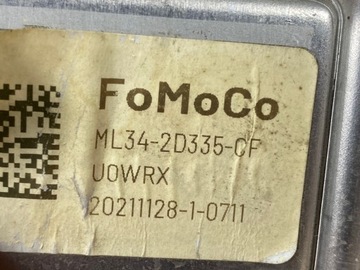 FoMoCo
ML34-2D335-CF
U0WRX
20211128-1-0711